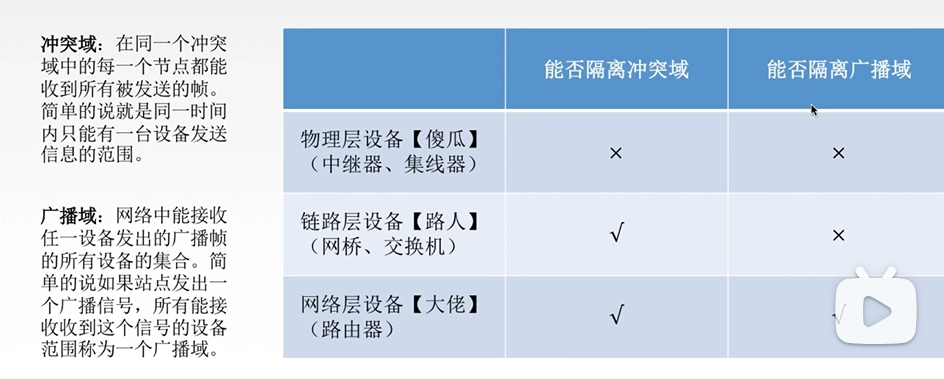 冲突域：在同一个冲突
域中的每一个节点都能
收到所有被发送的帧。
简单的说就是同一时间
内只能有一台设备发送
信息的范围。
广播域：网络中能接收
任一设备发出的广播帧
的所有设备的集合。简
单的说如果站点发出一
个广播信号，所有能接
收收到这个信号的设备
范围称为一个广播域。
能否隔离冲突域
能否隔离广播域
物理层设备【傻瓜】
（中继器、集线器）
×
×
链路层设备【路人】
（网桥、交换机）
√
×
网络层设备【大佬】
（路由器）
√
√